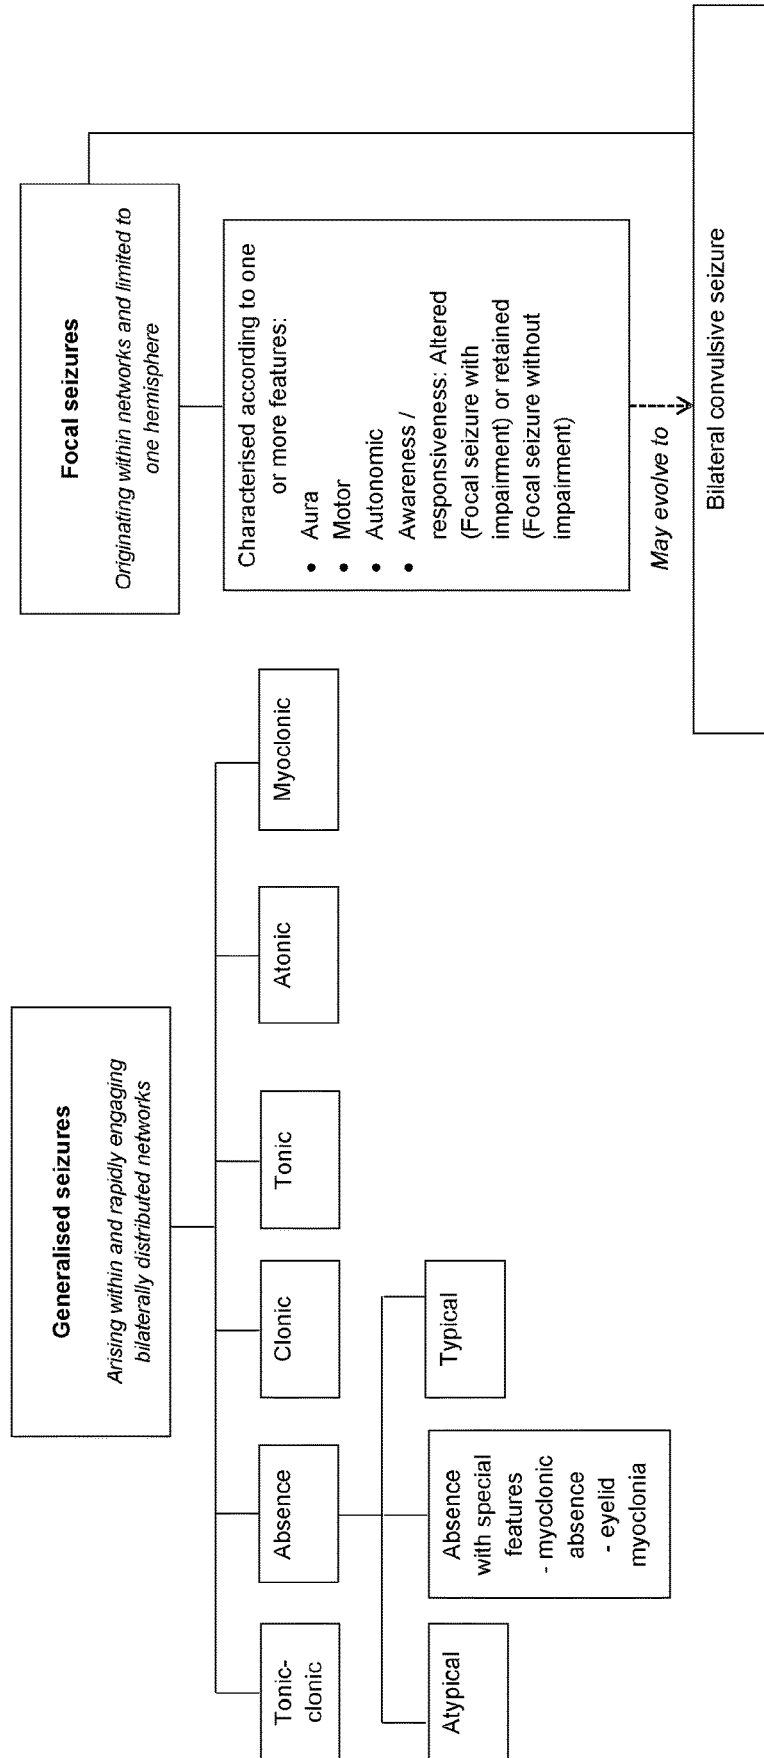 Generalised seizures
Arising within and rapidly engaging
bilaterally distributed networks
Tonic-
clonic
Absence
Clonic
Tonic
Atonic
Myoclonic
Atypical
Absence
with special
features
- myoclonic
absence
- eyelid
myoclonia
Typical
Focal seizures
Originating within networks and limited to
one hemisphere
Characterised according to one
or more features:
• Aura
• Motor
• Autonomic
• Awareness /
responsiveness: Altered
(Focal seizure with
impairment) or retained
(Focal seizure without
impairment)
May evolve to
Bilateral convulsive seizure